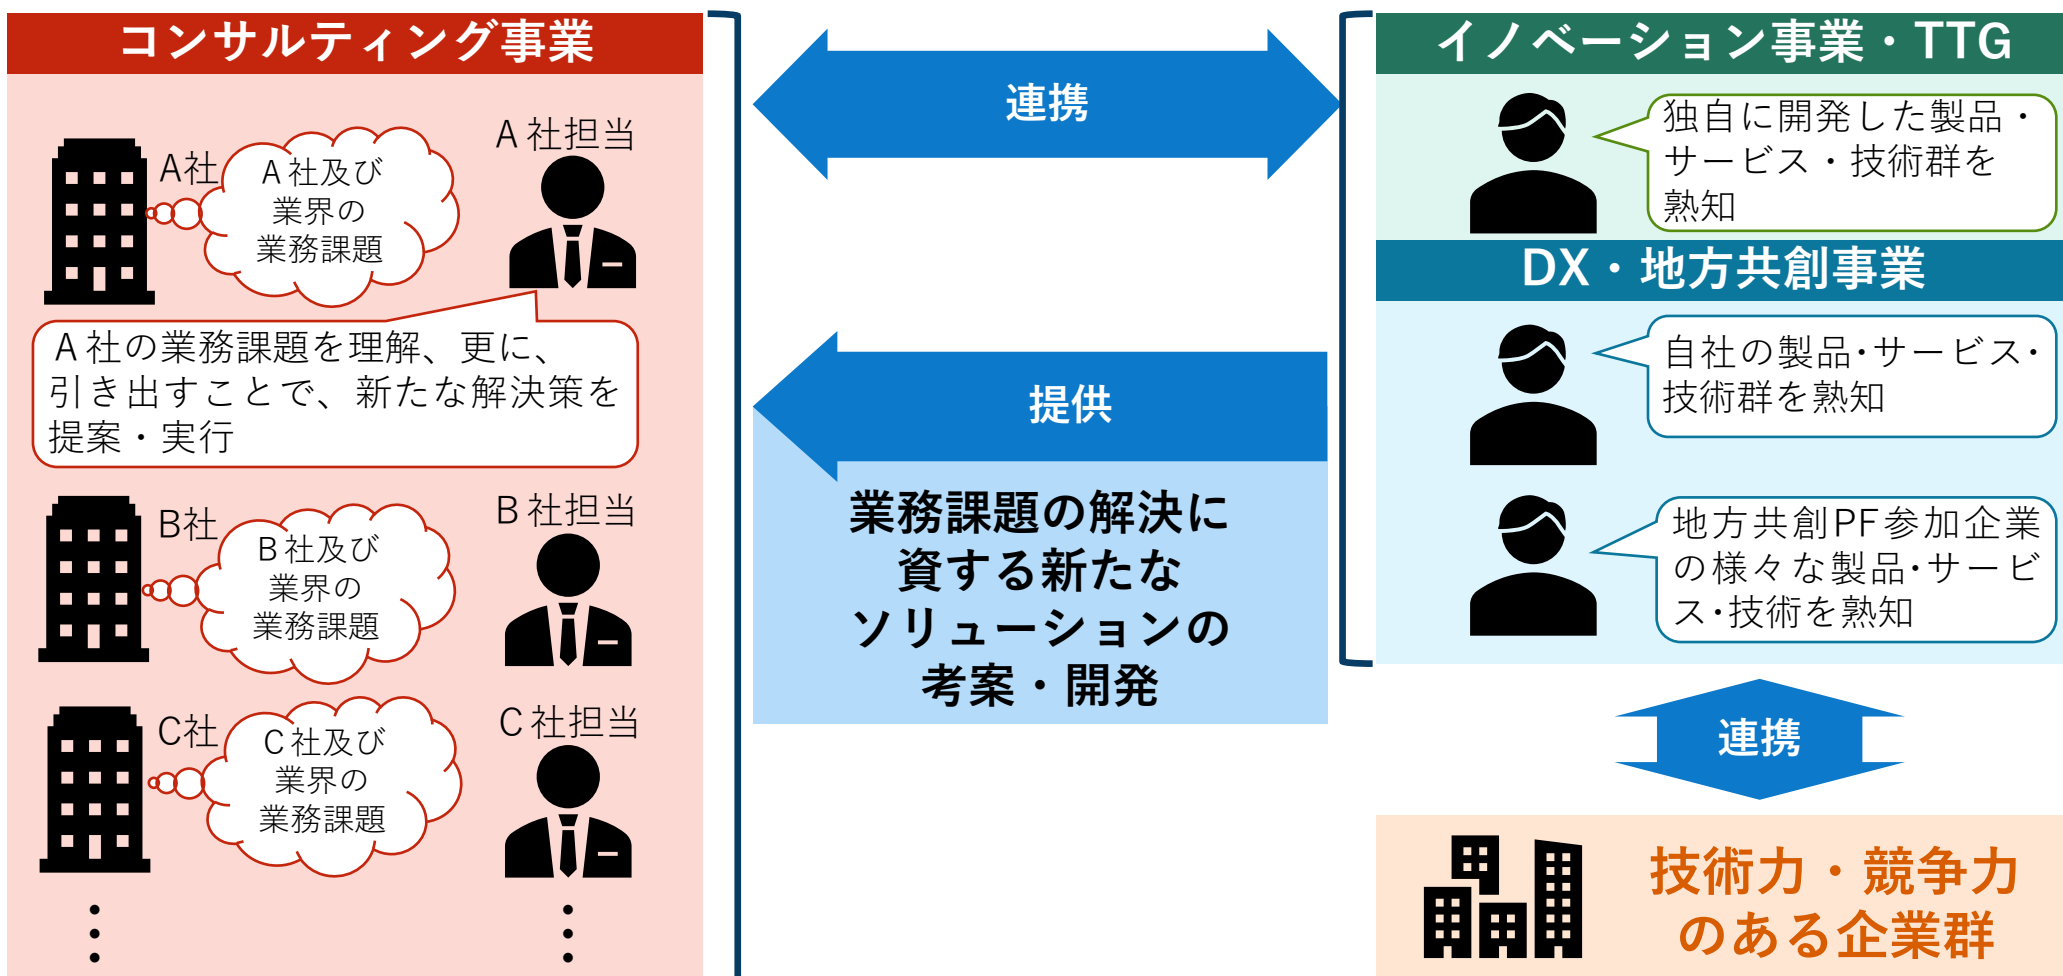 コンサルティング事業
A社
A社及び
業界の
業務課題
A社担当
A社の業務課題を理解、更に、
引き出すことで、新たな解決策を
提案・実行
B社
B社及び
業界の
業務課題
B社担当
C社
C社及び
業界の
業務課題
C社担当
連携
提供
業務課題の解決に
資する新たな
ソリューションの
考案・開発
イノベーション事業・TTG
独自に開発した製品・
サービス・技術群を
熟知
DX・地方共創事業
自社の製品・サービス・
技術群を熟知
地方共創PF参加企業
の様々な製品・サービ
ス・技術を熟知
連携
技術力・競争力
のある企業群